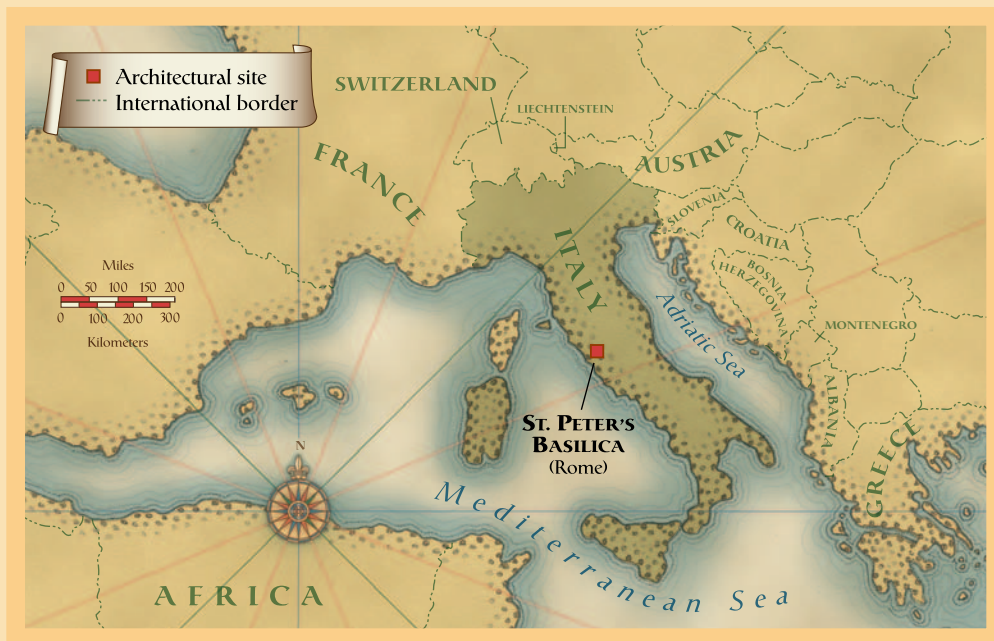 Architectural site
International border
SWITZERLAND
LIECHTENSTEIN
FRANCE
AUSTRIA
SLOVENIA
CROATIA
ITALY
BOSNIA
HERZEGOVINA
Miles
0 50 100 150 200
0 100 200 300
Kilometers
Adriatic Sea
MONTENEGRO
ALBANIA
ST. PETER'S
BASILICA
(Rome)
GREECE
N
Mediterranean Sea
AFRICA